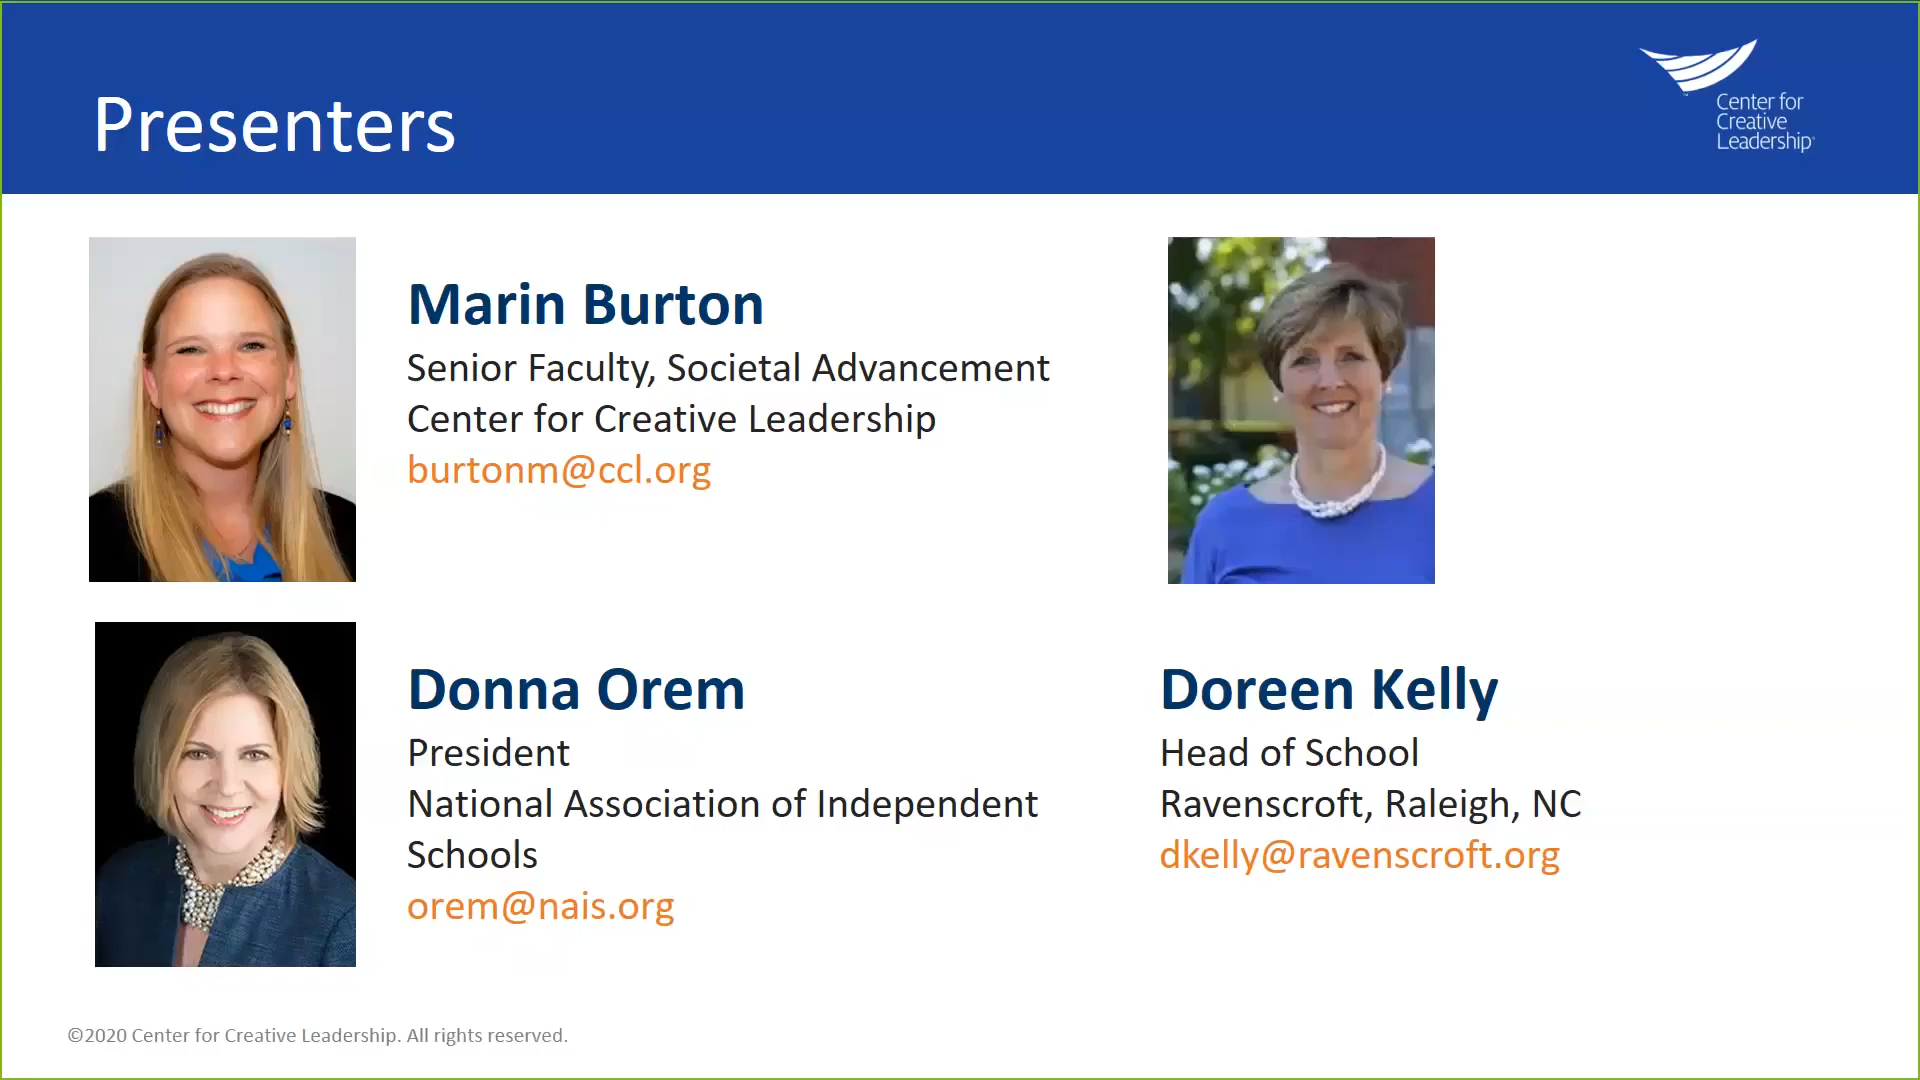 Presenters
Center for
Creative
Leadership
Marin Burton
Senior Faculty, Societal Advancement
Center for Creative Leadership
burtonm@ccl.org
Donna Orem
President
National Association of Independent
Schools
orem@nais.org
Doreen Kelly
Head of School
Ravenscroft, Raleigh, NC
dkelly@ravenscroft.org
©2020 Center for Creative Leadership. All rights reserved.